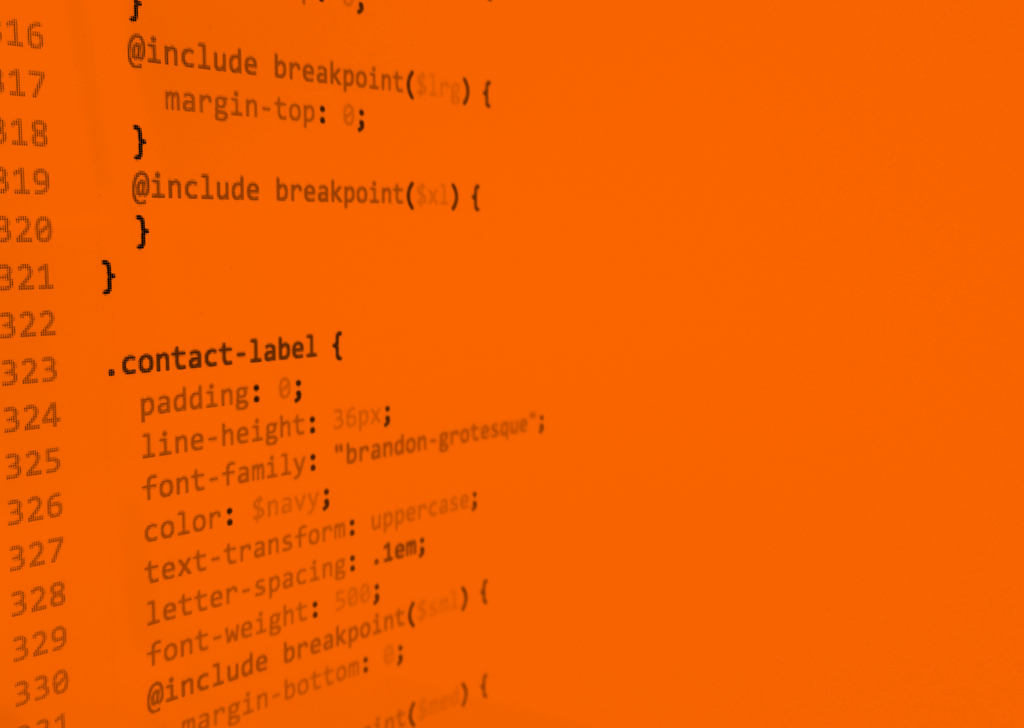 }
316 @include breakpoint($lrg) {
317 margin-top: 0;
318 }
319 @include breakpoint($xl) {
320 }
321 }
322
323 .contact-label {
324 padding: 0;
325 line-height: 36px;
326 font-family: "brandon-grotesque";
327 color: $navy;
328 text-transform: uppercase;
329 letter-spacing: .1em;
330 font-weight: 500;
331 @include breakpoint($sml) {
margin-bottom: 0;
($med) {